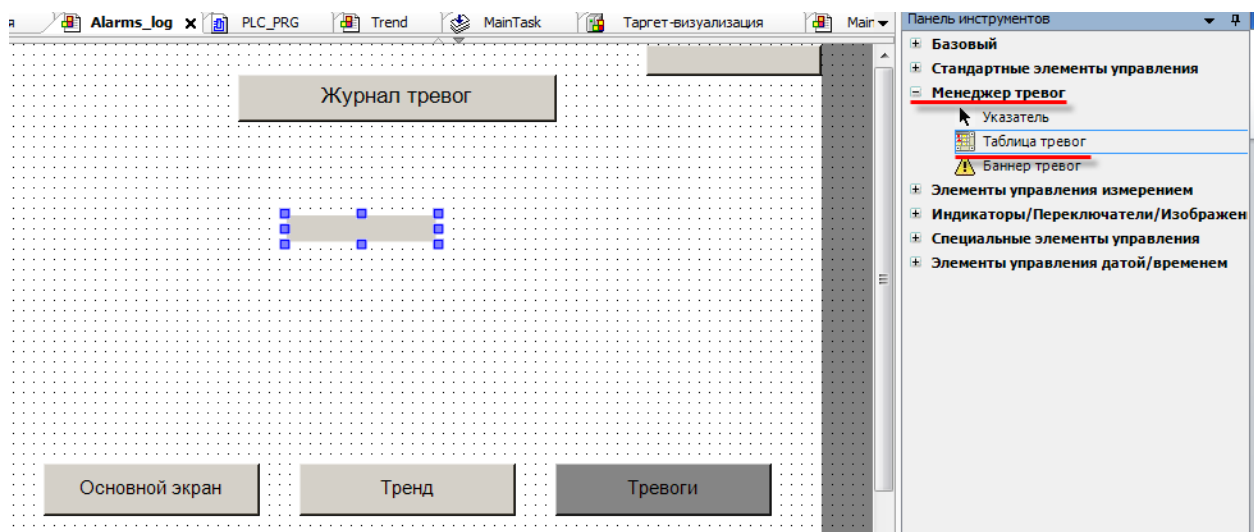 Alarms_log
PLC_PRG
Trend
MainTask
Таргет-визуализация
Панель инструментов
Базовый
Стандартные элементы управления
Менеджер тревог
Указатель
Таблица тревог
Баннер тревог
Элементы управления измерением
Индикаторы/Переключатели/Изображен
Специальные элементы управления
Элементы управления датой/временем
Журнал тревог
Основной экран
Тренд
Тревоги